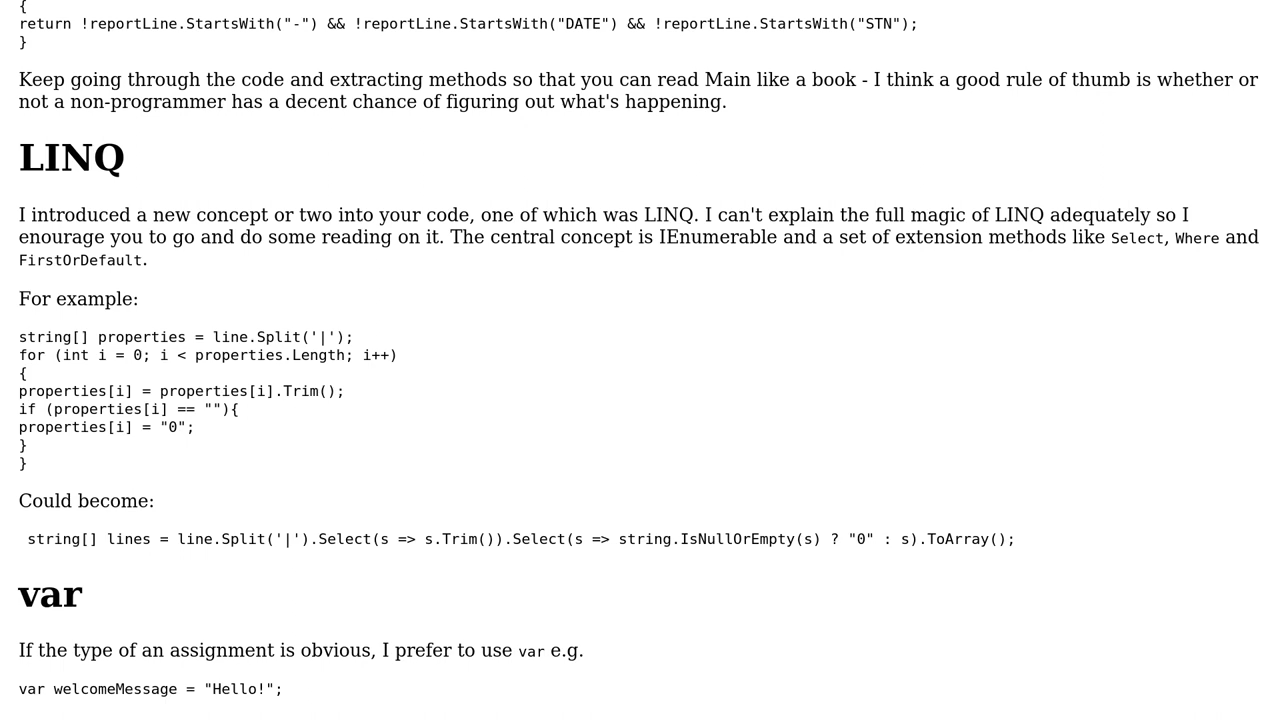 {
return !reportLine.StartsWith("-") && !reportLine.StartsWith("DATE") && !reportLine.StartsWith("STN");
}
Keep going through the code and extracting methods so that you can read Main like a book - I think a good rule of thumb is whether or
not a non-programmer has a decent chance of figuring out what's happening.
LINQ
I introduced a new concept or two into your code, one of which was LINQ. I can't explain the full magic of LINQ adequately so I
enourage you to go and do some reading on it. The central concept is IEnumerable and a set of extension methods like Select, Where and
FirstOrDefault.
For example:
string[] properties = line.Split('|');
for (int i = 0; i < properties.Length; i++)
{
properties[i] = properties[i].Trim();
if (properties[i] == ""){
properties[i] = "0";
}
}
Could become:
string[] lines = line.Split('|').Select(s => s.Trim()).Select(s => string.IsNullOrEmpty(s) ? "0" : s).ToArray();
var
If the type of an assignment is obvious, I prefer to use var e.g.
var welcomeMessage = "Hello!";